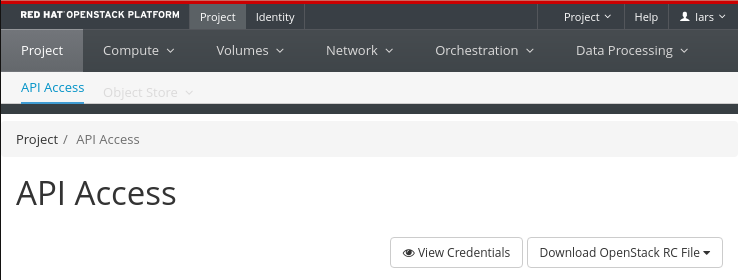 RED HAT OPENSTACK PLATFORM Project Identity Project Help lars
Project Compute Volumes Network Orchestration Data Processing
API Access Object Store
Project / API Access
API Access
View Credentials Download OpenStack RC File